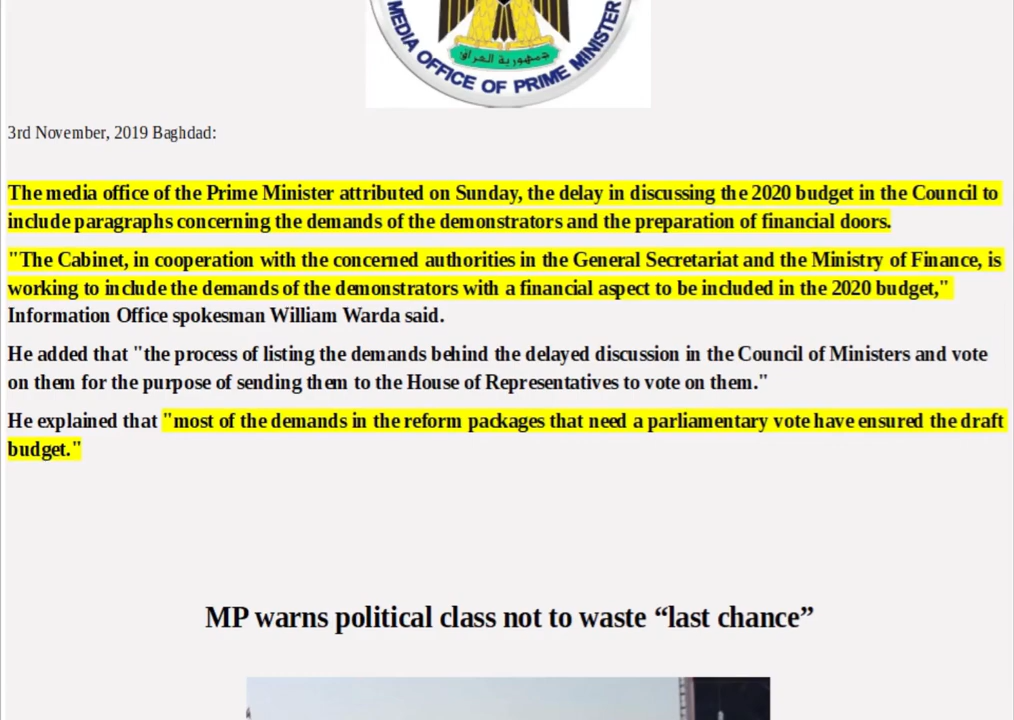 جمهورية العراق
MEDIA OFFICE OF PRIME MINISTER
3rd November, 2019 Baghdad:
The media office of the Prime Minister attributed on Sunday, the delay in discussing the 2020 budget in the Council to
include paragraphs concerning the demands of the demonstrators and the preparation of financial doors.
"The Cabinet, in cooperation with the concerned authorities in the General Secretariat and the Ministry of Finance, is
working to include the demands of the demonstrators with a financial aspect to be included in the 2020 budget,"
Information Office spokesman William Warda said.
He added that "the process of listing the demands behind the delayed discussion in the Council of Ministers and vote
on them for the purpose of sending them to the House of Representatives to vote on them."
He explained that "most of the demands in the reform packages that need a parliamentary vote have ensured the draft
budget."
MP warns political class not to waste “last chance”